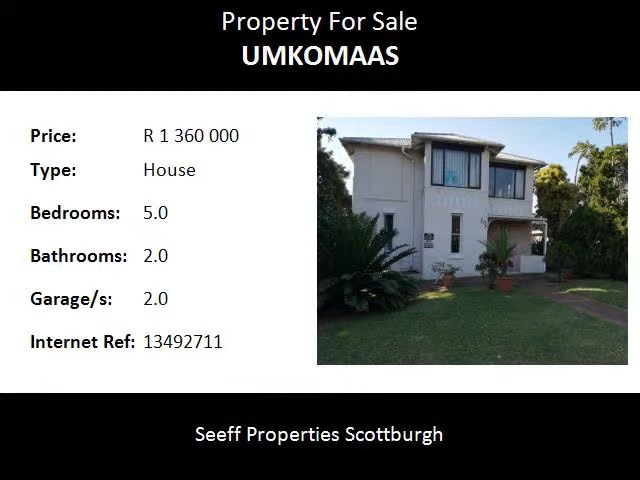 Property For Sale
UMKOMAAS
Price: R 1 360 000
Type: House
Bedrooms: 5.0
Bathrooms: 2.0
Garage/s: 2.0
Internet Ref: 13492711
Seeff Properties Scottburgh